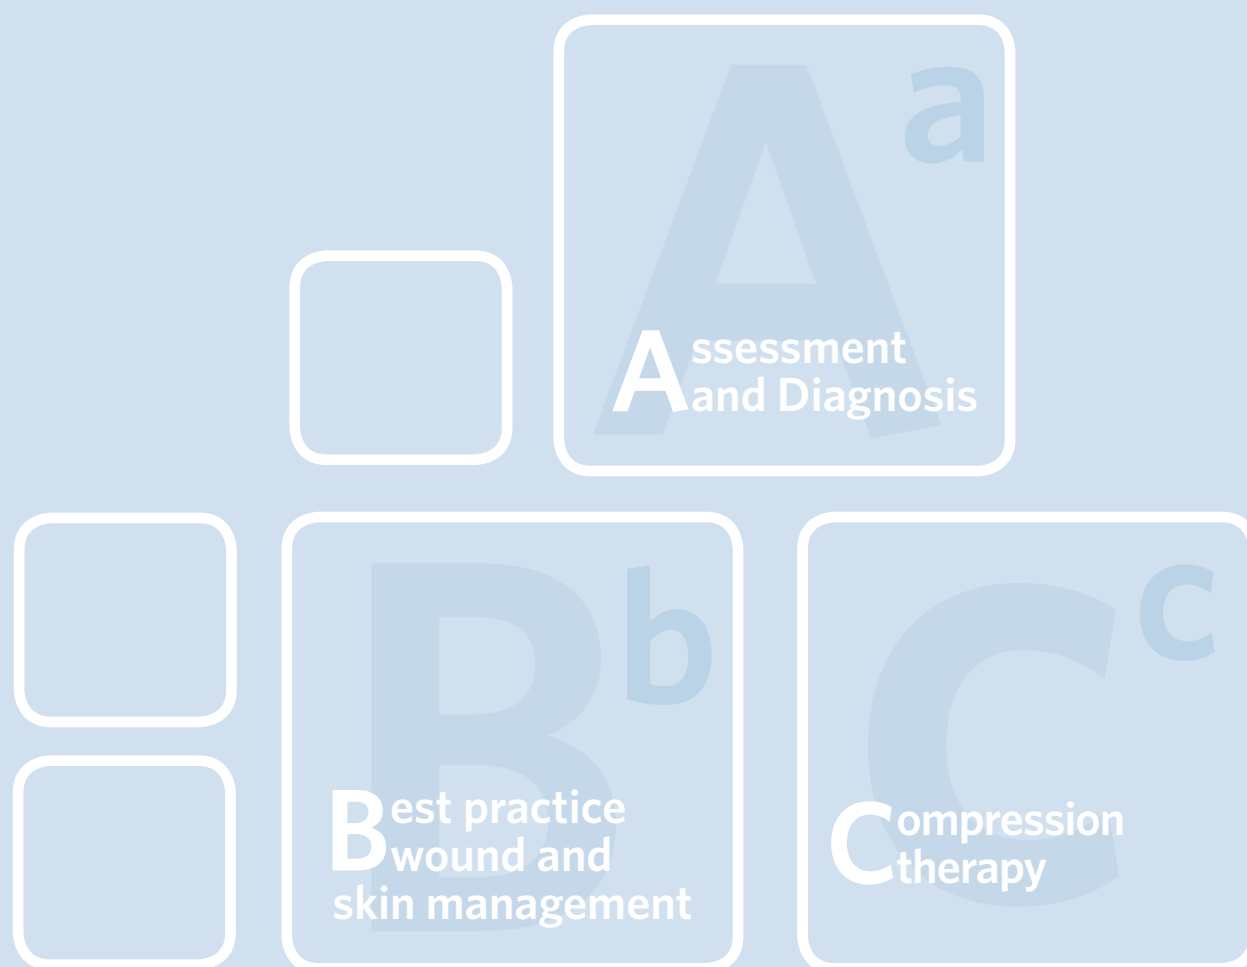 A a
Assessment
and Diagnosis
B b
Best practice
wound and
skin management
C c
Compression
therapy